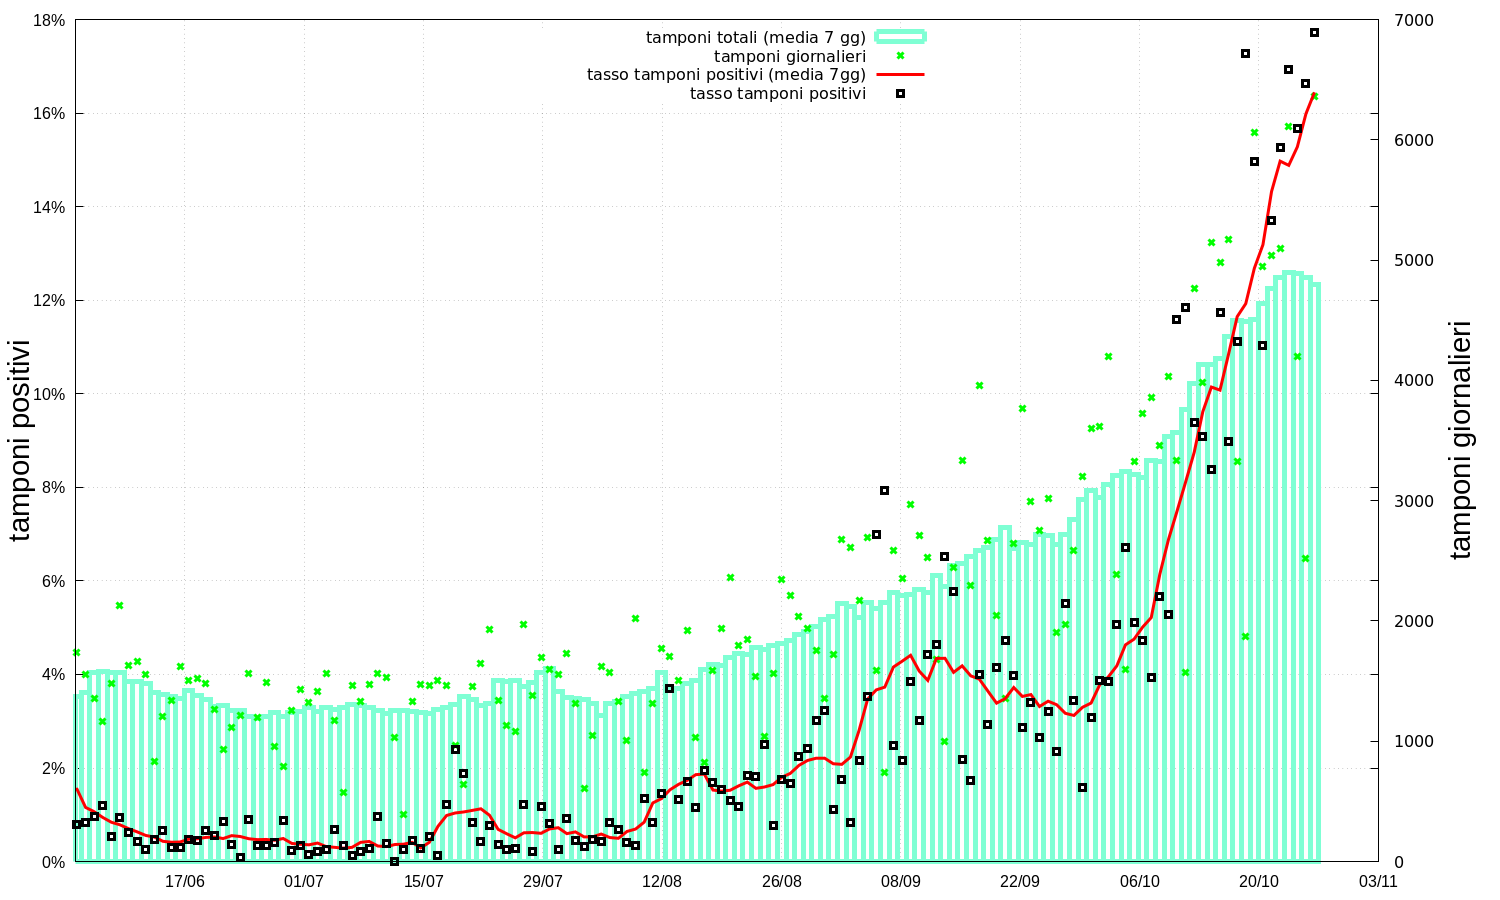 tamponi totali (media 7 gg)
tamponi giornalieri
tasso tamponi positivi (media 7gg)
tasso tamponi positivi
18%
16%
14%
12%
10%
8%
6%
4%
2%
0%
tamponi positivi
7000
6000
5000
4000
3000
2000
1000
0
tamponi giornalieri
17/06 01/07 15/07 29/07 12/08 26/08 08/09 22/09 06/10 20/10 03/11